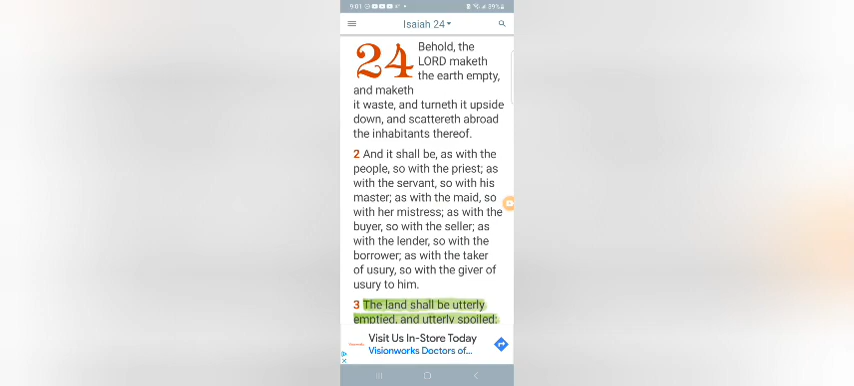 9:01
39%
Isaiah 24
24 Behold, the
LORD maketh
the earth empty,
and maketh
it waste, and turneth it upside
down, and scattereth abroad
the inhabitants thereof.
2 And it shall be, as with the
people, so with the priest; as
with the servant, so with his
master; as with the maid, so
with her mistress; as with the
buyer, so with the seller; as
with the lender, so with the
borrower; as with the taker
of usury, so with the giver of
usury to him.
3 The land shall be utterly
emptied, and utterly spoiled:
Visit Us In-Store Today
Visionworks Doctors of...